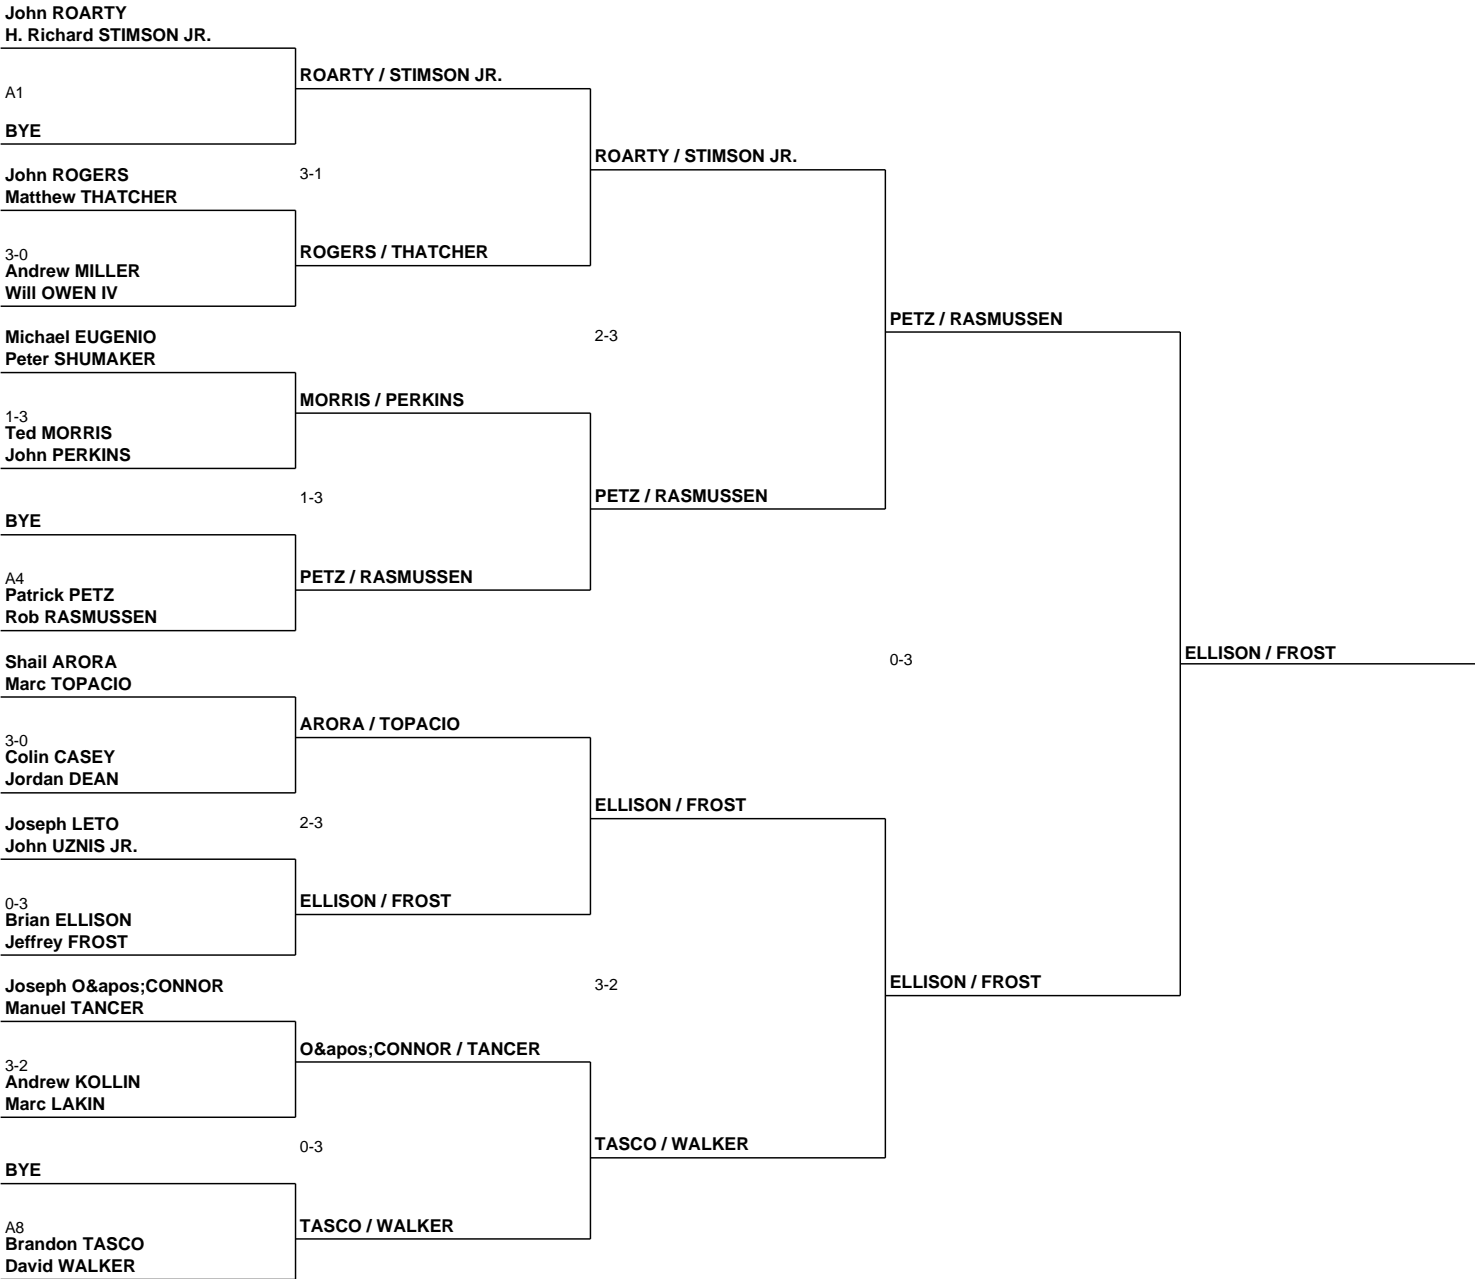 John ROARTY
H. Richard STIMSON JR.
ROARTY / STIMSON JR.
A1
BYE
ROARTY / STIMSON JR.
John ROGERS
3-1
Matthew THATCHER
ROGERS / THATCHER
3-0
Andrew MILLER
Will OWEN IV
PETZ / RASMUSSEN
Michael EUGENIO
2-3
Peter SHUMAKER
MORRIS / PERKINS
1-3
Ted MORRIS
John PERKINS
1-3
PETZ / RASMUSSEN
BYE
PETZ / RASMUSSEN
A4
Patrick PETZ
Rob RASMUSSEN
ELLISON / FROST
Shail ARORA
0-3
Marc TOPACIO
ARORA / TOPACIO
3-0
Colin CASEY
Jordan DEAN
ELLISON / FROST
Joseph LETO
2-3
John UZNIS JR.
ELLISON / FROST
0-3
Brian ELLISON
Jeffrey FROST
ELLISON / FROST
Joseph O&apos;CONNOR
3-2
Manuel TANCER
O&apos;CONNOR / TANCER
3-2
Andrew KOLLIN
Marc LAKIN
0-3
TASCO / WALKER
BYE
TASCO / WALKER
A8
Brandon TASCO
David WALKER